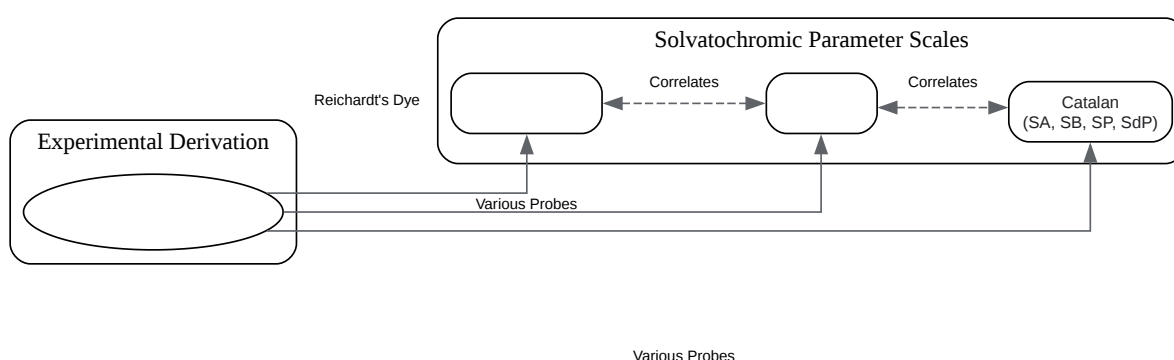 Solvatochromic Parameter Scales
Correlates
Correlates
Reichardt's Dye
Catalan
(SA, SB, SP, SdP)
Experimental Derivation
Various Probes
Various Probes